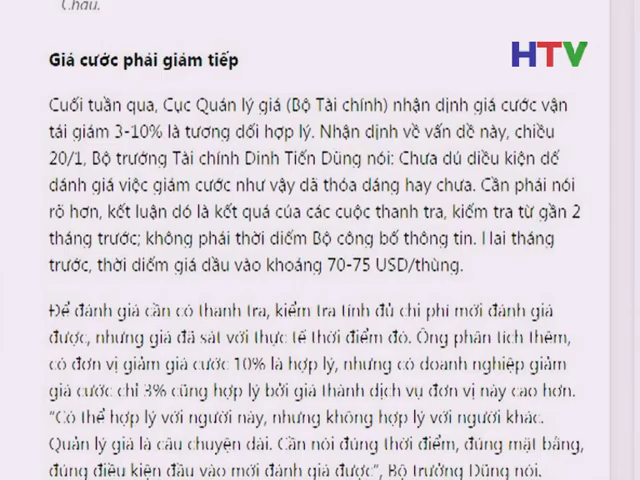 Châu.
Giá cước phải giảm tiếp
HTV
Cuối tuần qua, Cục Quản lý giá (Bộ Tài chính) nhận định giá cước vận
tải giảm 3-10% là tương đối hợp lý. Nhận định về vấn đề này, chiều
20/1, Bộ trưởng Tài chính Đinh Tiến Dũng nói: Chưa đủ điều kiện để
đánh giá việc giảm cước như vậy đã thỏa đáng hay chưa. Cần phải nói
rõ hơn, kết luận đó là kết quả của các cuộc thanh tra, kiểm tra từ gần 2
tháng trước; không phải thời điểm Bộ công bố thông tin. Hai tháng
trước, thời điểm giá dầu vào khoảng 70-75 USD/thùng.
Để đánh giá cần có thanh tra, kiểm tra tính đủ chi phí mới đánh giá
được, nhưng giá đã sát với thực tế thời điểm đó. Ông phân tích thêm,
có đơn vị giảm giá cước 10% là hợp lý, nhưng có doanh nghiệp giảm
giá cước chỉ 3% cũng hợp lý bởi giá thành dịch vụ đơn vị này cao hơn.
"Có thể hợp lý với người này, nhưng không hợp lý với người khác.
Quản lý giá là câu chuyện dài. Cần nói đúng thời điểm, đúng mặt bằng,
đúng điều kiện đầu vào mới đánh giá được", Bộ trưởng Dũng nói.